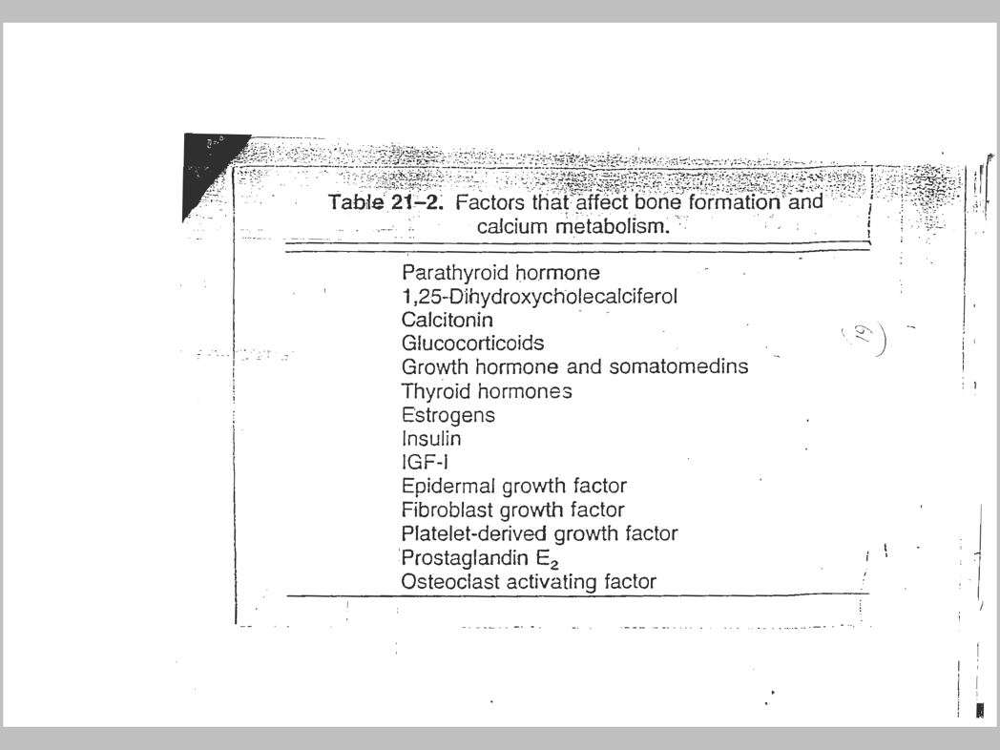 Table 21–2. Factors that affect bone formation and
calcium metabolism.
Parathyroid hormone
1,25-Dihydroxycholecalciferol
Calcitonin
Glucocorticoids
Growth hormone and somatomedins
Thyroid hormones
Estrogens
Insulin
IGF-I
Epidermal growth factor
Fibroblast growth factor
Platelet-derived growth factor
Prostaglandin E₂
Osteoclast activating factor